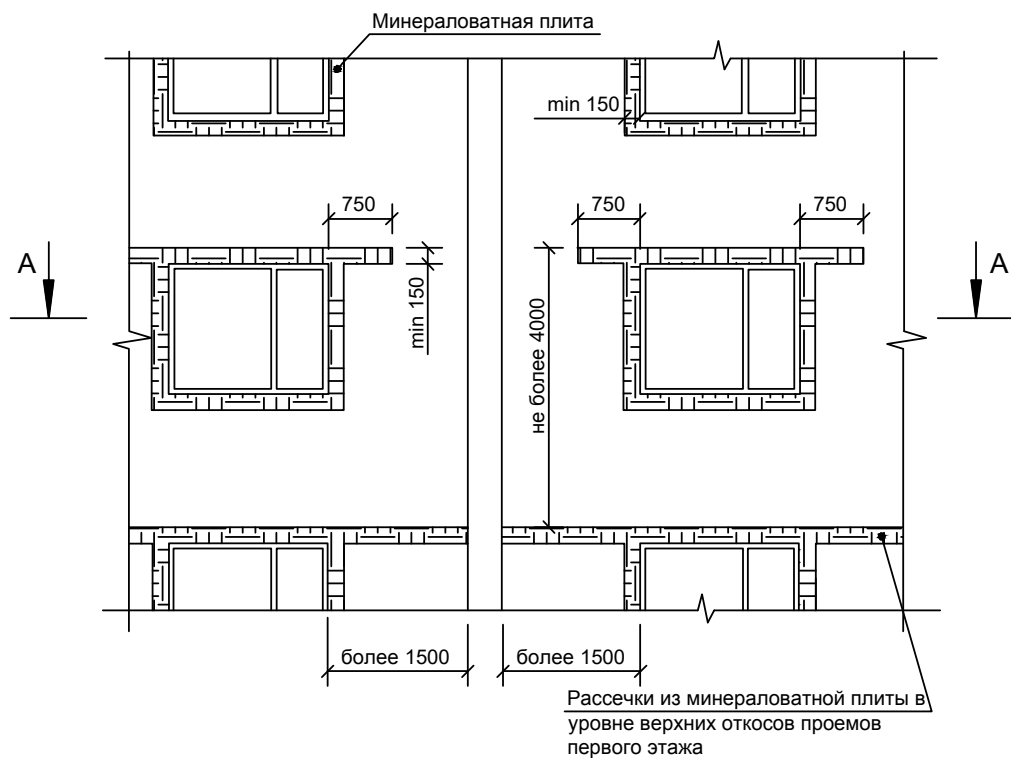 Минераловатная плита
min 150
750
750
750
А
А
min 150
не более 4000
более 1500
более 1500
Рассечки из минераловатной плиты в
уровне верхних откосов проемов
первого этажа